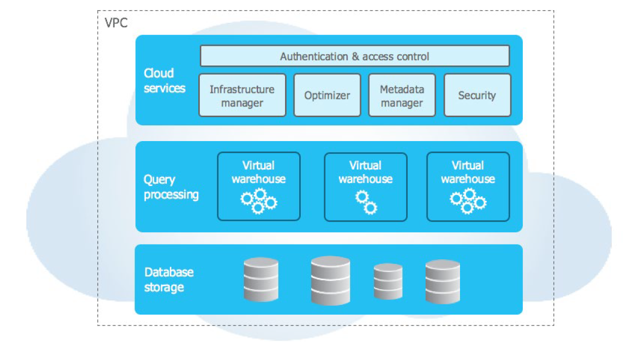 VPC
Cloud
services
Authentication & access control
Infrastructure
manager
Optimizer
Metadata
manager
Security
Query
processing
Virtual
warehouse
Virtual
warehouse
Virtual
warehouse
Database
storage